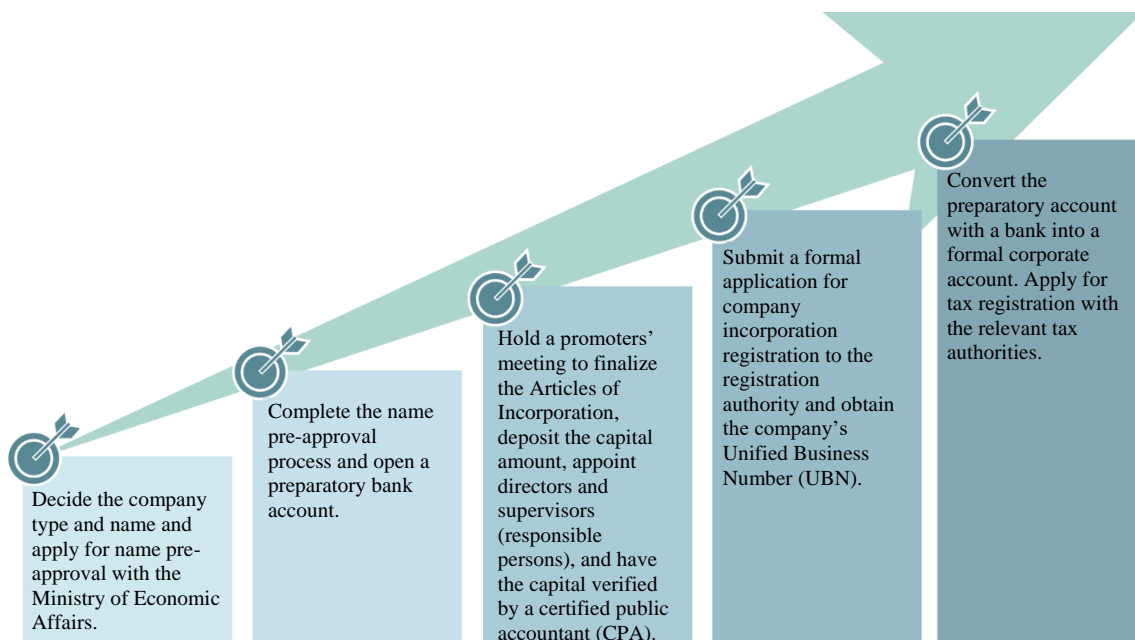 Decide the company
type and name and
apply for name pre-
approval with the
Ministry of Economic
Affairs.
Complete the name
pre-approval
process and open a
preparatory bank
account.
Hold a promoters’
meeting to finalize
the Articles of
Incorporation,
deposit the capital
amount, appoint
directors and
supervisors
(responsible
persons), and have
the capital verified
by a certified public
accountant (CPA).
Submit a formal
application for
company
incorporation
registration to the
registration
authority and obtain
the company’s
Unified Business
Number (UBN).
Convert the
preparatory account
with a bank into a
formal corporate
account. Apply for
tax registration with
the relevant tax
authorities.